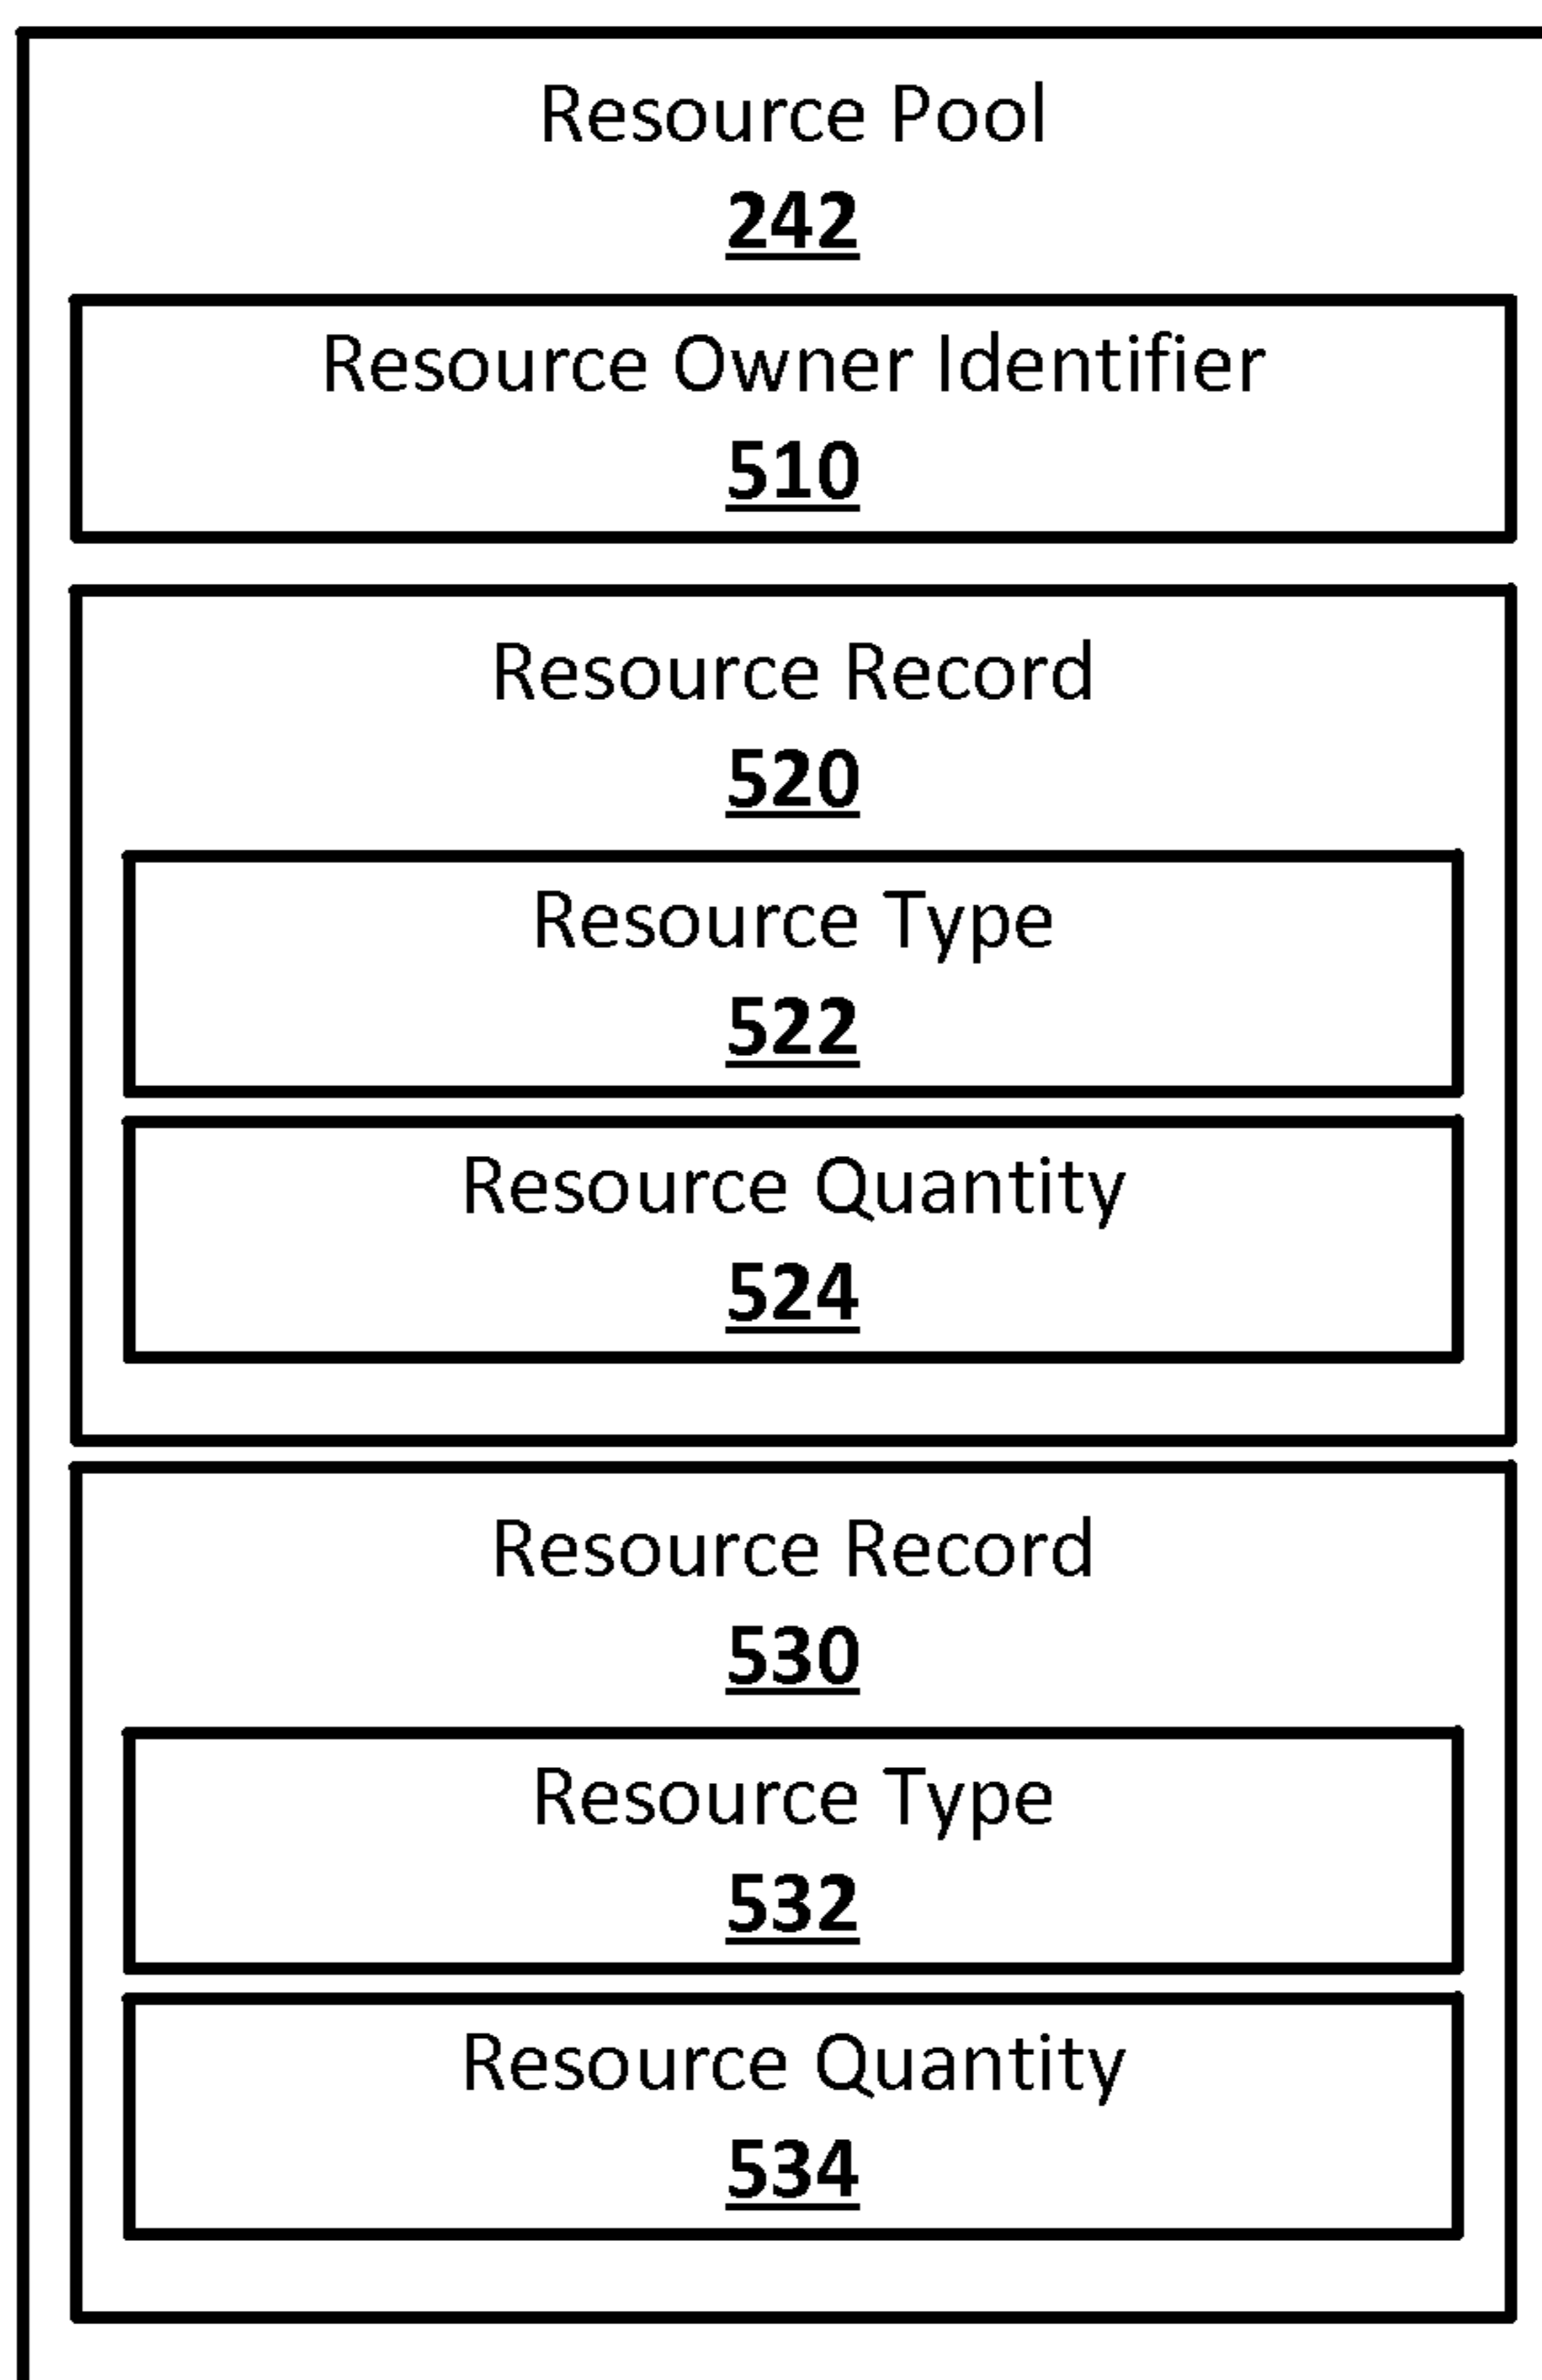 Resource Pool
242
Resource Owner Identifier
510
Resource Record
520
Resource Type
522
Resource Quantity
524
Resource Record
530
Resource Type
532
Resource Quantity
534